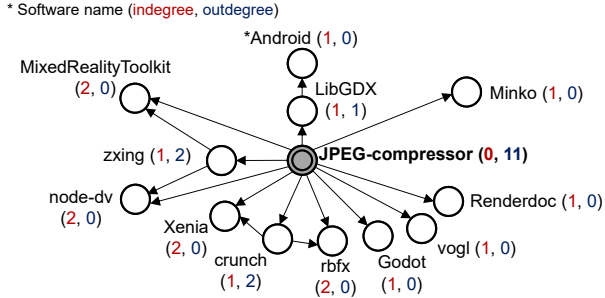 * Software name (indegree, outdegree)
*Android (1, 0)
MixedRealityToolkit
(2, 0)
LibGDX
(1, 1)
Minko (1, 0)
zxing (1, 2)
JPEG-compressor (0, 11)
node-dv
(2, 0)
Renderdoc (1, 0)
Xenia
(2, 0)
vogl (1, 0)
crunch
(1, 2)
rbfx
(2, 0)
Godot
(1, 0)